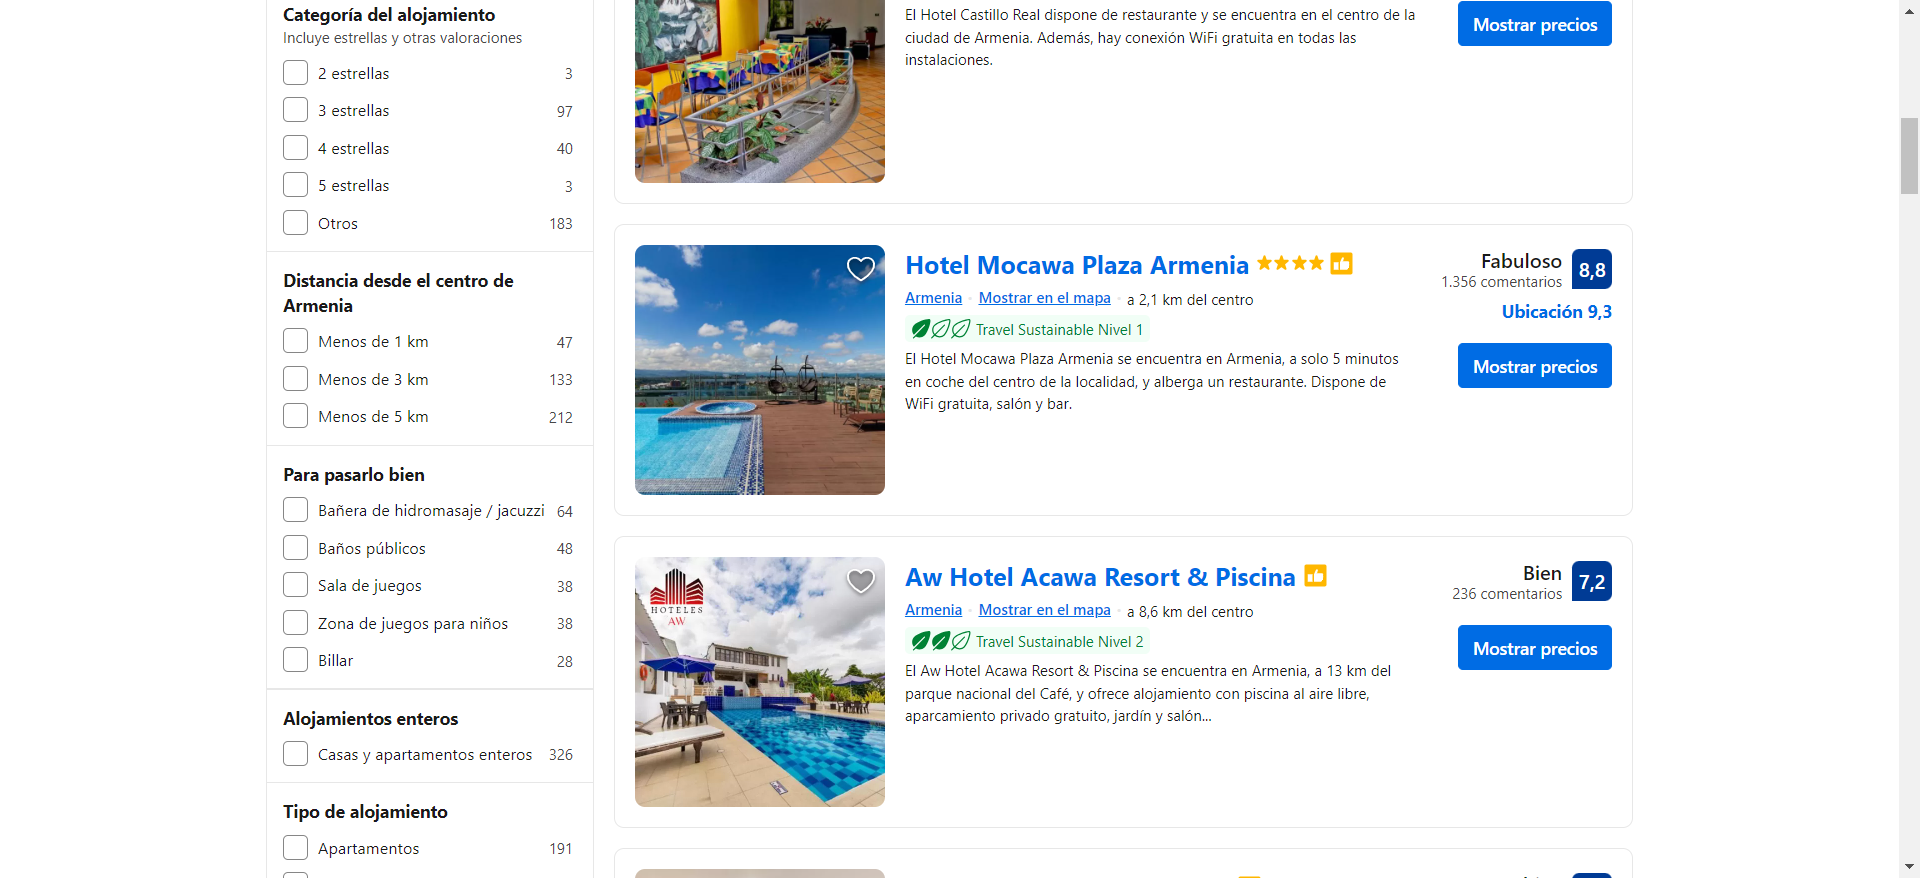 Categoría del alojamiento
Incluye estrellas y otras valoraciones
2 estrellas 3
3 estrellas 97
4 estrellas 40
5 estrellas 3
Otros 183
Distancia desde el centro de
Armenia
Menos de 1 km 47
Menos de 3 km 133
Menos de 5 km 212
Para pasarlo bien
Bañera de hidromasaje / jacuzzi 64
Baños públicos 48
Sala de juegos 38
Zona de juegos para niños 38
Billar 28
Alojamientos enteros
Casas y apartamentos enteros 326
Tipo de alojamiento
Apartamentos 191
El Hotel Castillo Real dispone de restaurante y se encuentra en el centro de la
ciudad de Armenia. Además, hay conexión WiFi gratuita en todas las
instalaciones.
Mostrar precios
Hotel Mocawa Plaza Armenia
Armenia · Mostrar en el mapa · a 2,1 km del centro
Travel Sustainable Nivel 1
El Hotel Mocawa Plaza Armenia se encuentra en Armenia, a solo 5 minutos
en coche del centro de la localidad, y alberga un restaurante. Dispone de
WiFi gratuita, salón y bar.
Fabuloso 8,8
1.356 comentarios
Ubicación 9,3
Mostrar precios
HOTELES
AW
Aw Hotel Acawa Resort & Piscina
Armenia · Mostrar en el mapa · a 8,6 km del centro
Travel Sustainable Nivel 2
El Aw Hotel Acawa Resort & Piscina se encuentra en Armenia, a 13 km del
parque nacional del Café, y ofrece alojamiento con piscina al aire libre,
aparcamiento privado gratuito, jardín y salón...
Bien 7,2
236 comentarios
Mostrar precios